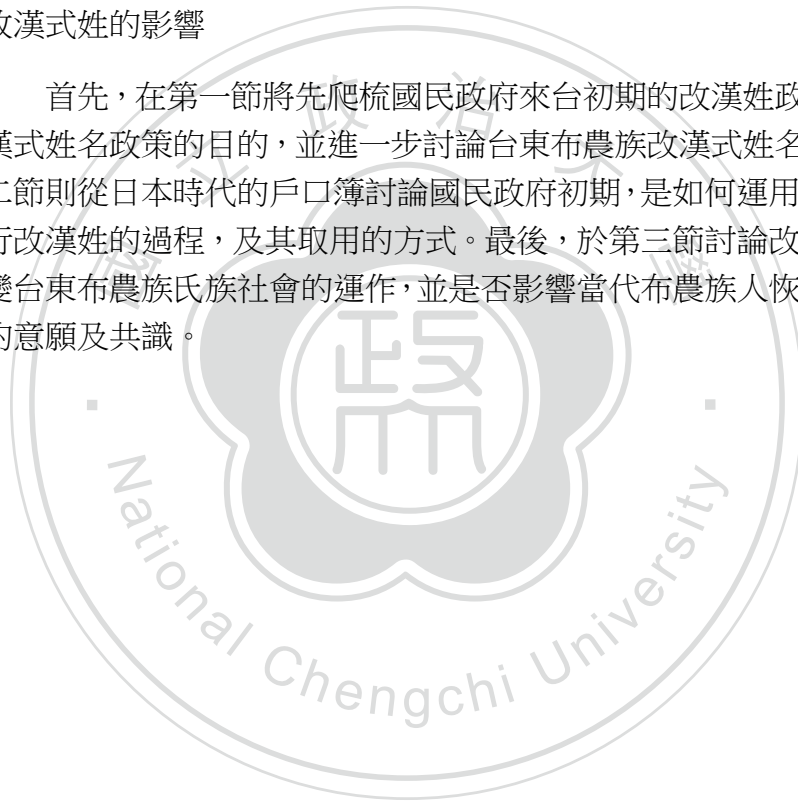 改漢式姓的影響
首先，在第一節將先爬梳國民政府來台初期的改漢姓政
漢式姓名政策的目的，並進一步討論台東布農族改漢式姓名
二節則從日本時代的戶口簿討論國民政府初期，是如何運用
行改漢姓的過程，及其取用的方式。最後，於第三節討論改
變台東布農族氏族社會的運作，並是否影響當代布農族人恢
的意願及共識。
國立政治大學
National Chengchi University